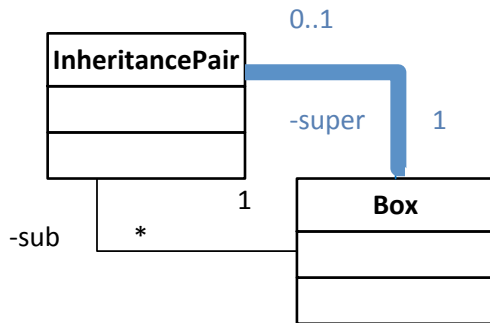 0..1
InheritancePair
-super
1
1
Box
-sub
*